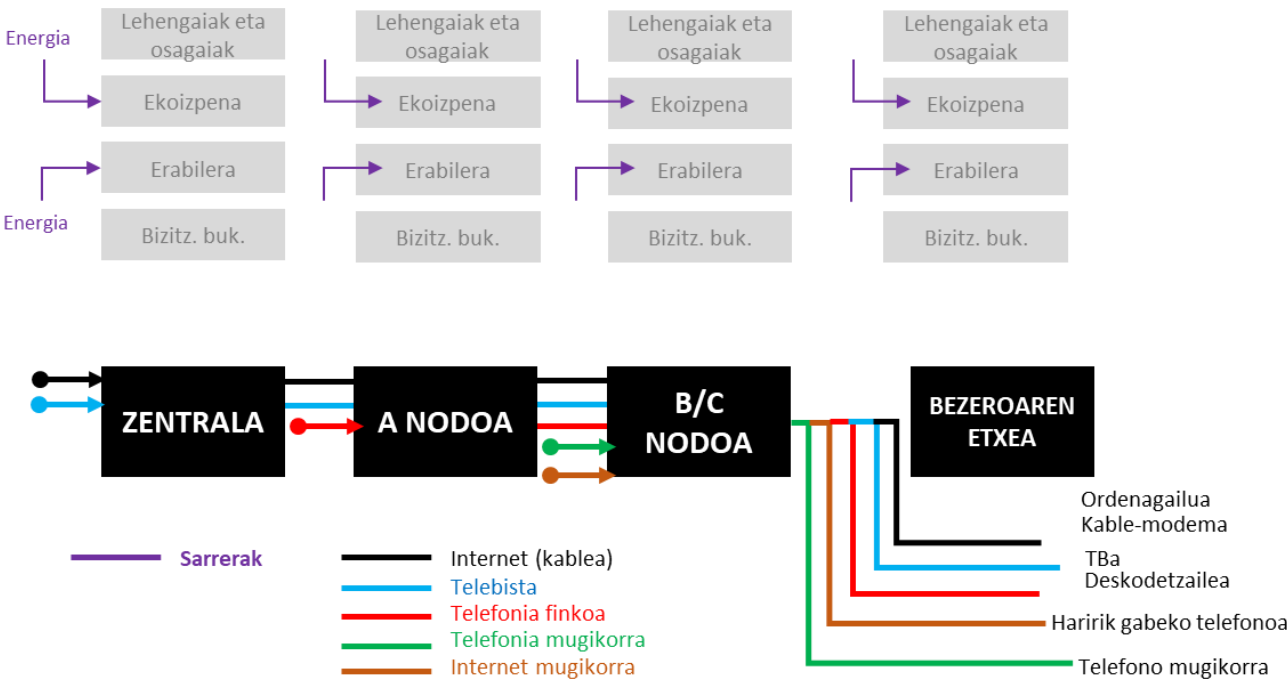 Energia
Lehengaiak eta
osagaiak
Lehengaiak eta
osagaiak
Lehengaiak eta
osagaiak
Lehengaiak eta
osagaiak
Ekoizpena
Ekoizpena
Ekoizpena
Ekoizpena
Erabilera
Erabilera
Erabilera
Erabilera
Energia
Bizitz. buk.
Bizitz. buk.
Bizitz. buk.
Bizitz. buk.
ZENTRALA
A NODOA
B/C
NODOA
BEZEROAREN
ETXEA
Ordenagailua
Kable-modema
TBa
Deskodetzailea
Haririk gabeko telefonoa
Telefono mugikorra
Sarrerak
Internet (kablea)
Telebista
Telefonia finkoa
Telefonia mugikorra
Internet mugikorra